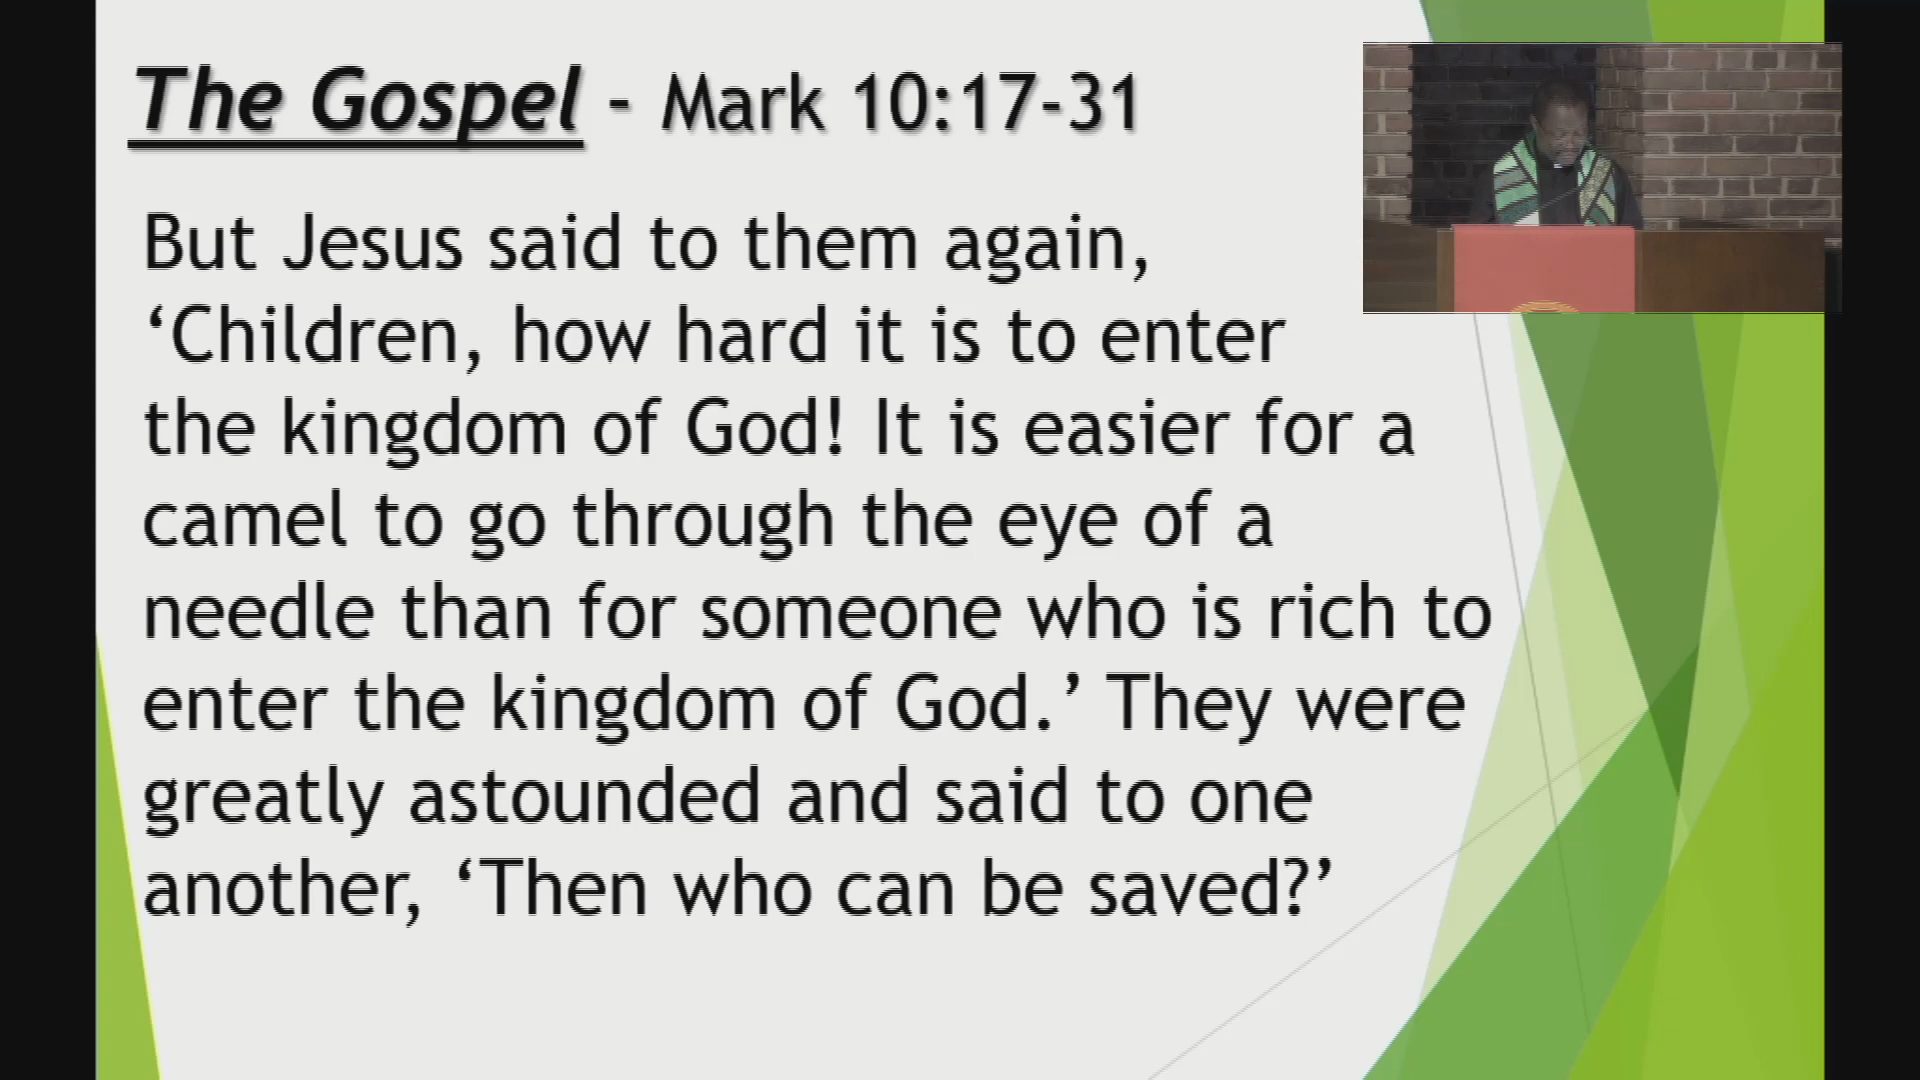 The Gospel - Mark 10:17-31
But Jesus said to them again,
‘Children, how hard it is to enter
the kingdom of God! It is easier for a
camel to go through the eye of a
needle than for someone who is rich to
enter the kingdom of God.’ They were
greatly astounded and said to one
another, ‘Then who can be saved?’